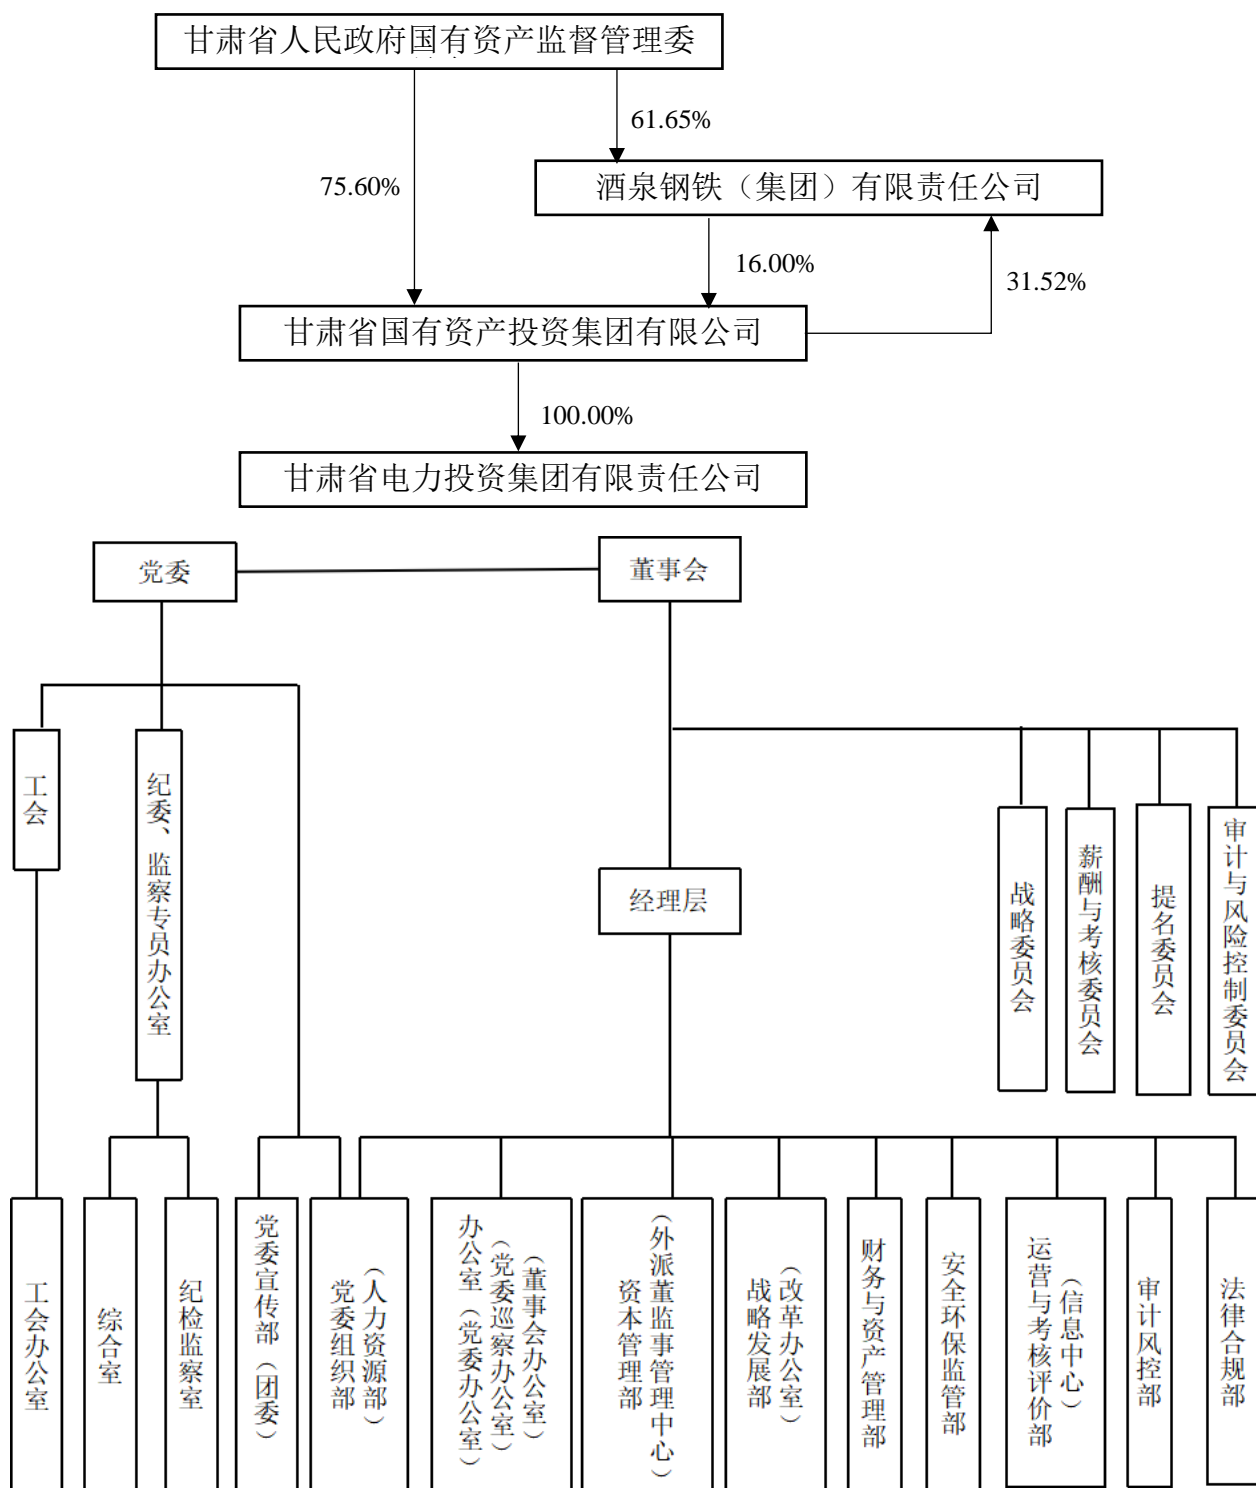 甘肃省人民政府国有资产监督管理委
61.65%
75.60%
酒泉钢铁（集团）有限责任公司
16.00%
31.52%
甘肃省国有资产投资集团有限公司
100.00%
甘肃省电力投资集团有限责任公司
党委
董事会
工会
纪委、监察专员办公室
经理层
战略委员会
薪酬与考核委员会
提名委员会
审计与风险控制委员会
工会办公室
综合室
纪检监察室
党委宣传部（团委）
党委组织部
（人力资源部）
办公室（党委办公室）
（党委巡察办公室）
（董事会办公室）
资本管理部
（外派董监事管理中心）
战略发展部
（改革办公室）
财务与资产管理部
安全环保监管部
运营与考核评价部
（信息中心）
审计风控部
法律合规部